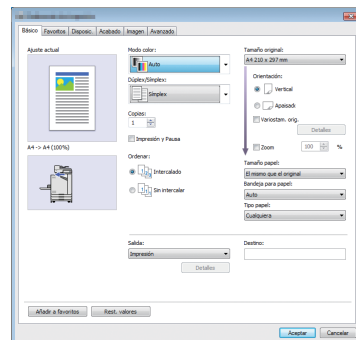 Básico Favoritos Disposic. Acabado Imagen Avanzado
Ajuste actual
A4 -> A4 (100%)
Modo color:
Auto
Dúplex/Símplex:
Símplex
Copias:
1
Impresión y Pausa
Ordenar:
Intercalado
Sin intercalar
Salida:
Impresión
Detalles
Tamaño original:
A4 210 x 297 mm
Orientación:
Vertical
Apaisado
Variostam. orig.
Detalles
Zoom 100 %
Tamaño papel:
El mismo que el original
Bandeja para papel:
Auto
Tipo papel:
Cualquiera
Destino:
Añadir a favoritos Rest. valores
Aceptar Cancelar